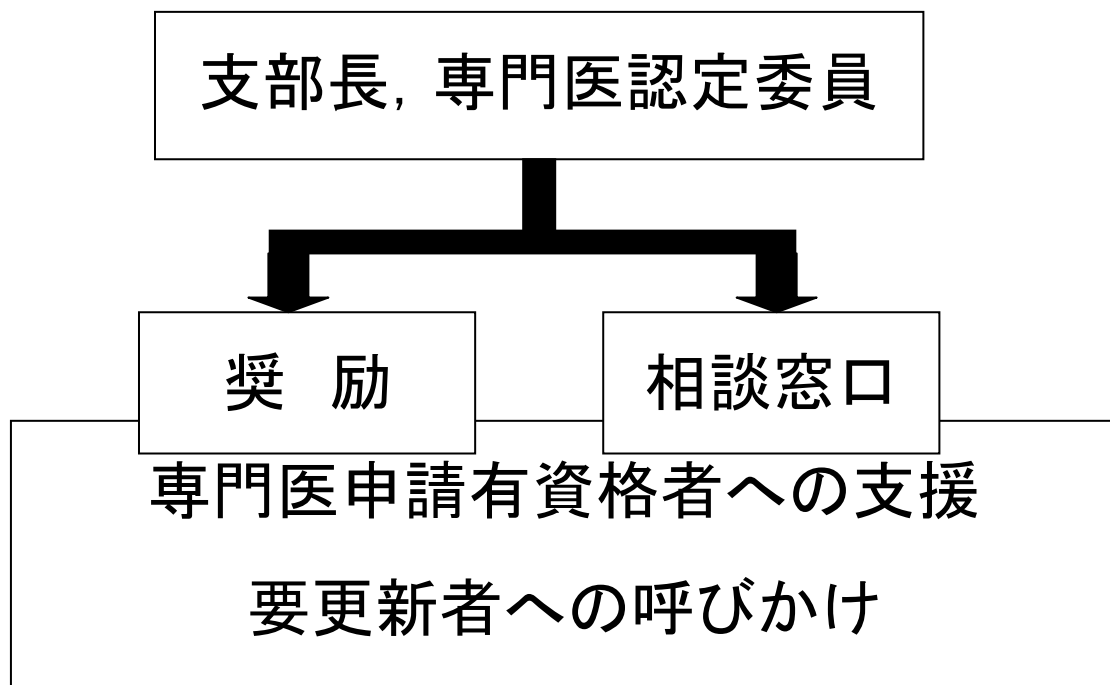 支部長，専門医認定委員
奨　励
相談窓口
専門医申請有資格者への支援
要更新者への呼びかけ